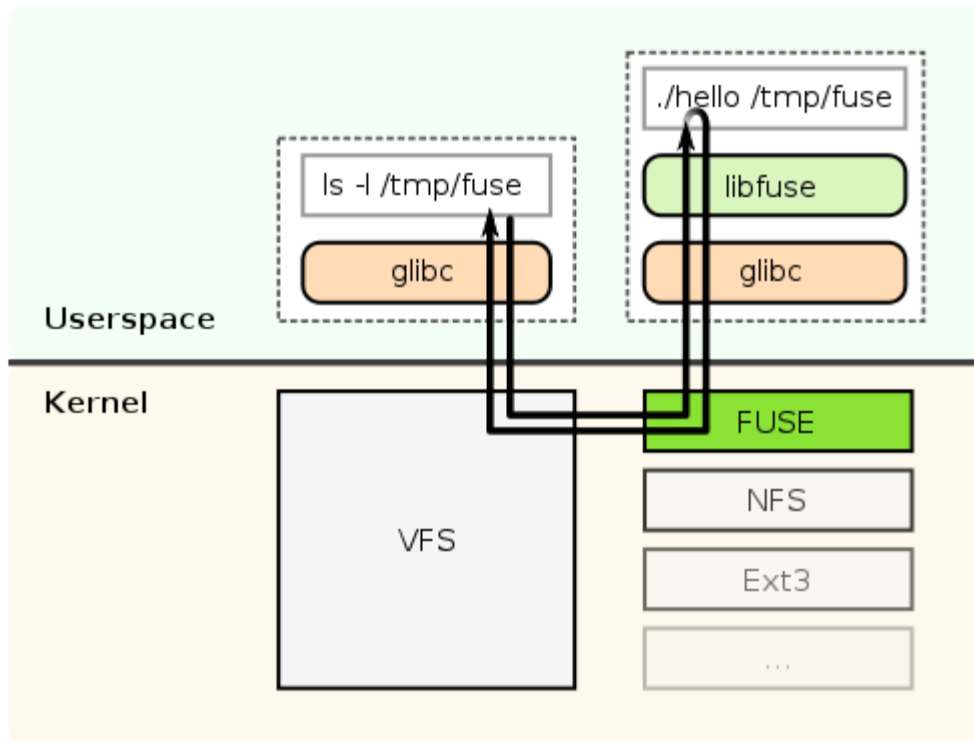 ./hello /tmp/fuse
ls -l /tmp/fuse
libfuse
glibc
glibc
Userspace
Kernel
FUSE
NFS
VFS
Ext3
...